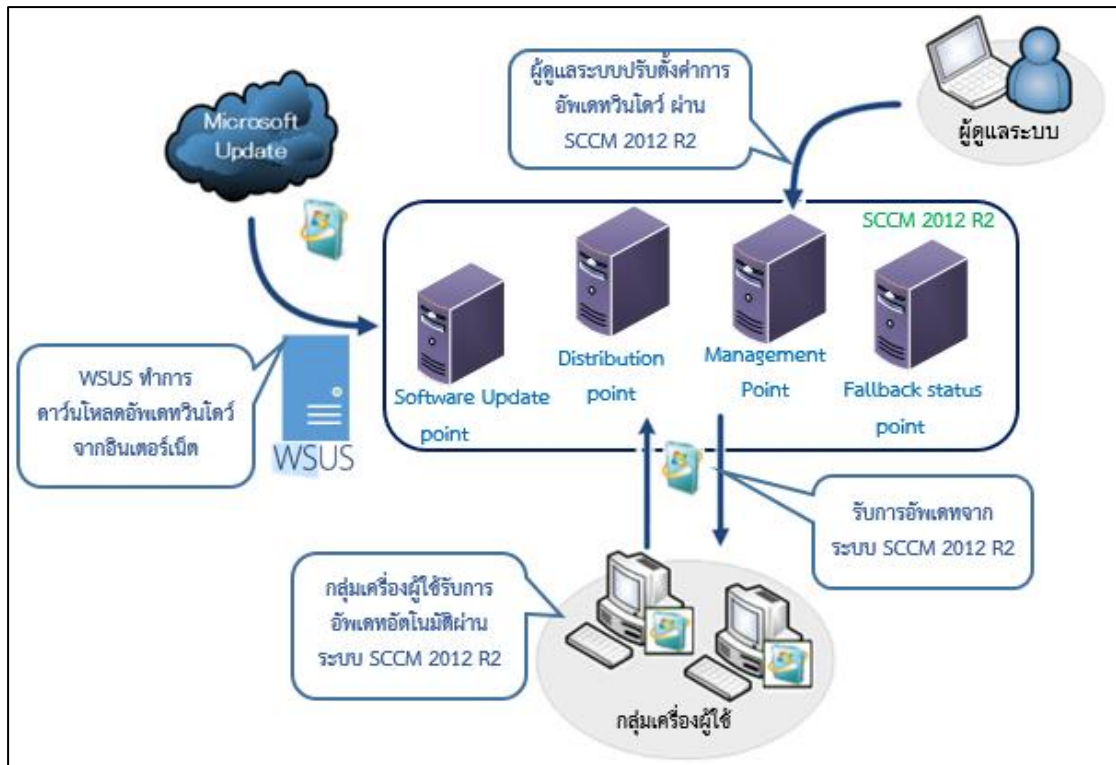 ผู้ดูแลระบบปรับตั้งค่าการ
อัพเดทวินโดว์ ผ่าน
SCCM 2012 R2
ผู้ดูแลระบบ
Microsoft
Update
SCCM 2012 R2
Software Update
point
Distribution
point
Management
Point
Fallback status
point
WSUS ทำการ
ดาว์นโหลดอัพเดทวินโดว์
จากอินเตอร์เน็ต
WSUS
รับการอัพเดทจาก
ระบบ SCCM 2012 R2
กลุ่มเครื่องผู้ใช้รับการ
อัพเดทอัตโนมัติผ่าน
ระบบ SCCM 2012 R2
กลุ่มเครื่องผู้ใช้